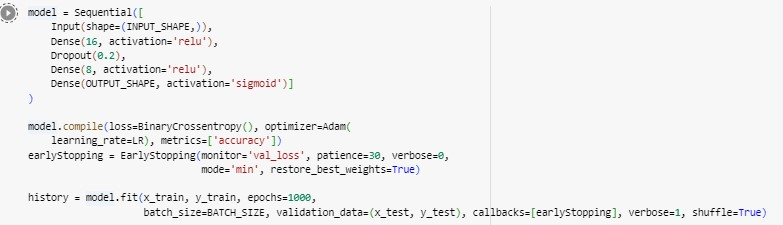 model = Sequential([
    Input(shape=(INPUT_SHAPE,)),
    Dense(16, activation='relu'),
    Dropout(0.2),
    Dense(8, activation='relu'),
    Dense(OUTPUT_SHAPE, activation='sigmoid')]
)

model.compile(loss=BinaryCrossentropy(), optimizer=Adam(
    learning_rate=LR), metrics=['accuracy'])
earlyStopping = EarlyStopping(monitor='val_loss', patience=30, verbose=0,
                              mode='min', restore_best_weights=True)

history = model.fit(x_train, y_train, epochs=1000,
                    batch_size=BATCH_SIZE, validation_data=(x_test, y_test), callbacks=[earlyStopping], verbose=1, shuffle=True)